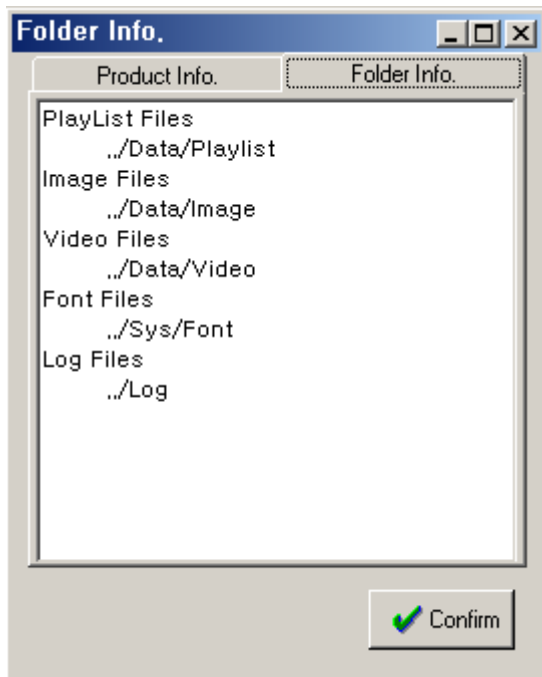 Folder Info.
Product Info.
Folder Info.
PlayList Files
../Data/Playlist
Image Files
../Data/Image
Video Files
../Data/Video
Font Files
../Sys/Font
Log Files
../Log
Confirm